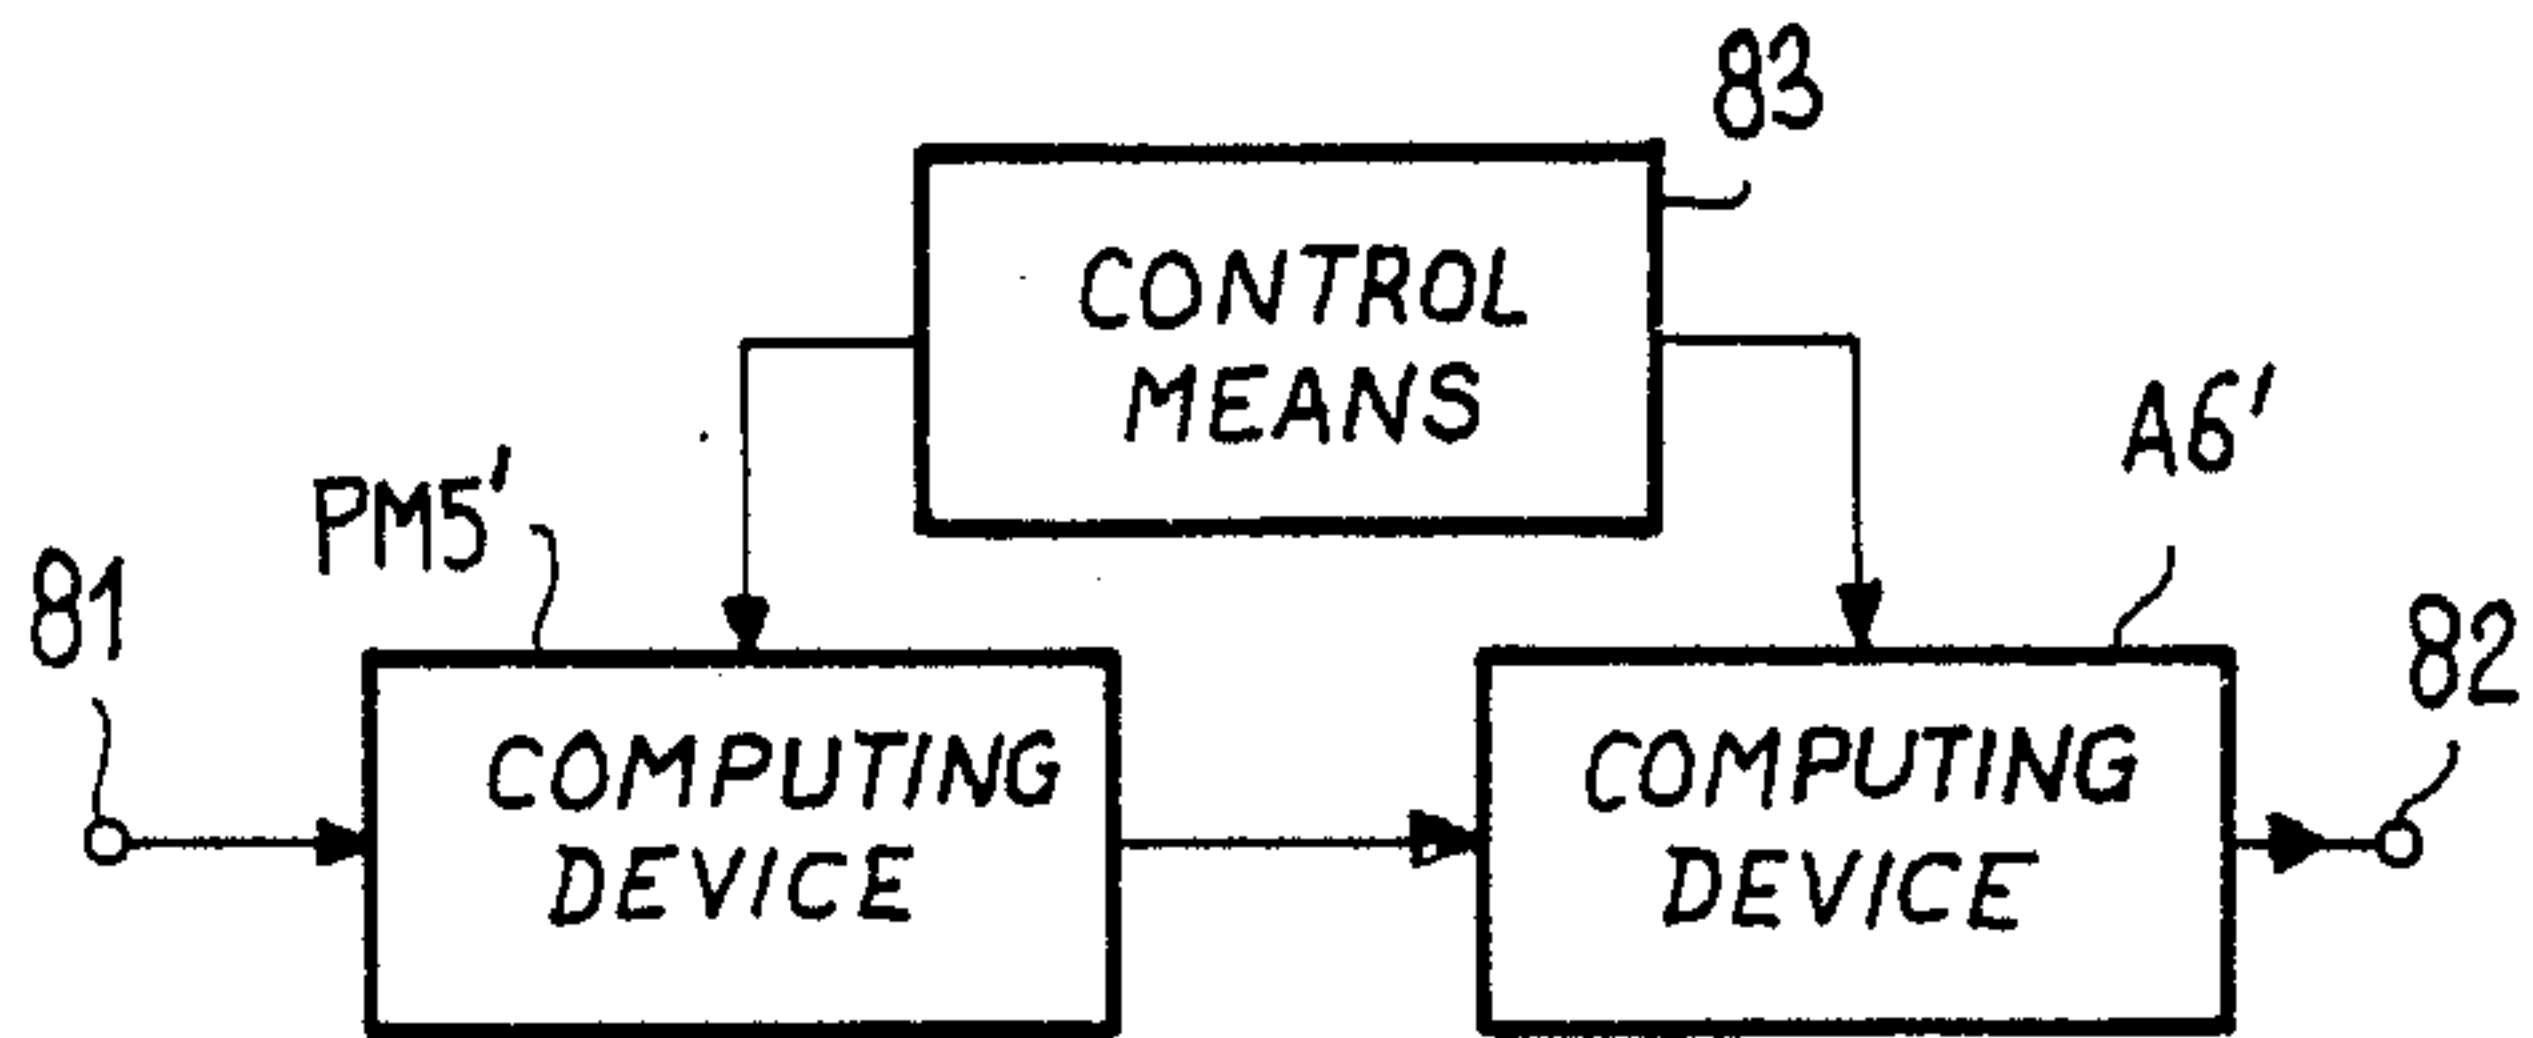 83
CONTROL
MEANS
A6'
PM5'
81
82
COMPUTING
DEVICE
COMPUTING
DEVICE